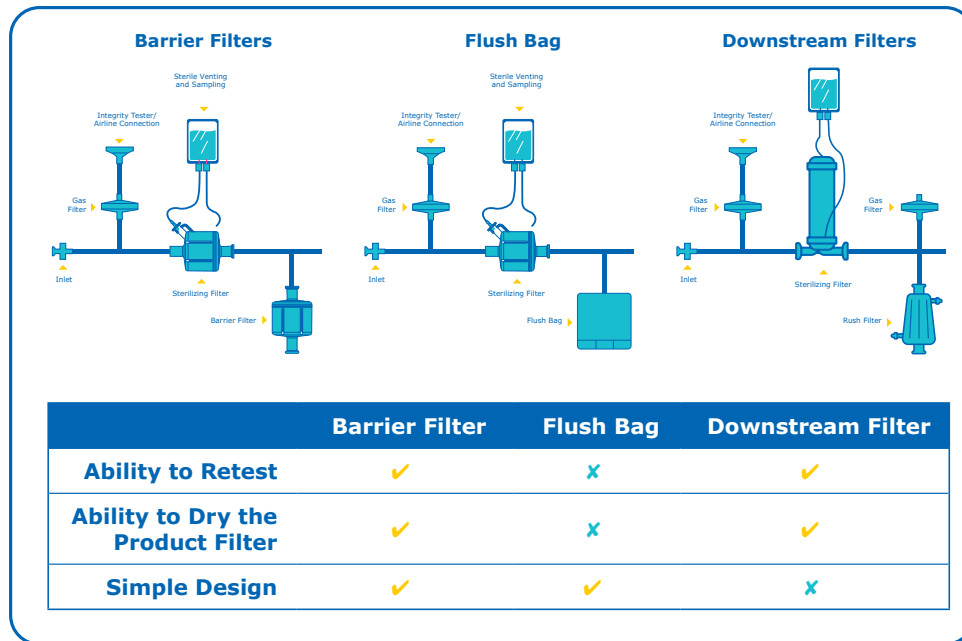 Barrier Filters
Sterile Venting
and Sampling
Integrity Tester/
Airline Connection
Gas
Filter
Inlet
Sterilizing Filter
Barrier Filter
Flush Bag
Sterile Venting
and Sampling
Integrity Tester/
Airline Connection
Gas
Filter
Inlet
Sterilizing Filter
Flush Bag
Downstream Filters
Integrity Tester/
Airline Connection
Gas
Filter
Gas
Filter
Inlet
Sterilizing Filter
Rush Filter
Barrier Filter Flush Bag Downstream Filter
Ability to Retest ✔ ✘ ✔
Ability to Dry the
Product Filter ✔ ✘ ✔
Simple Design ✔ ✔ ✘